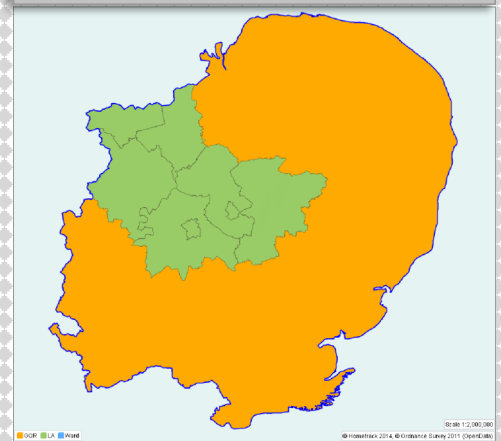 Scale 1:2,000,000
GOR LA Ward
© Hometrack 2014, © Ordnance Survey 2011 (OpenData)